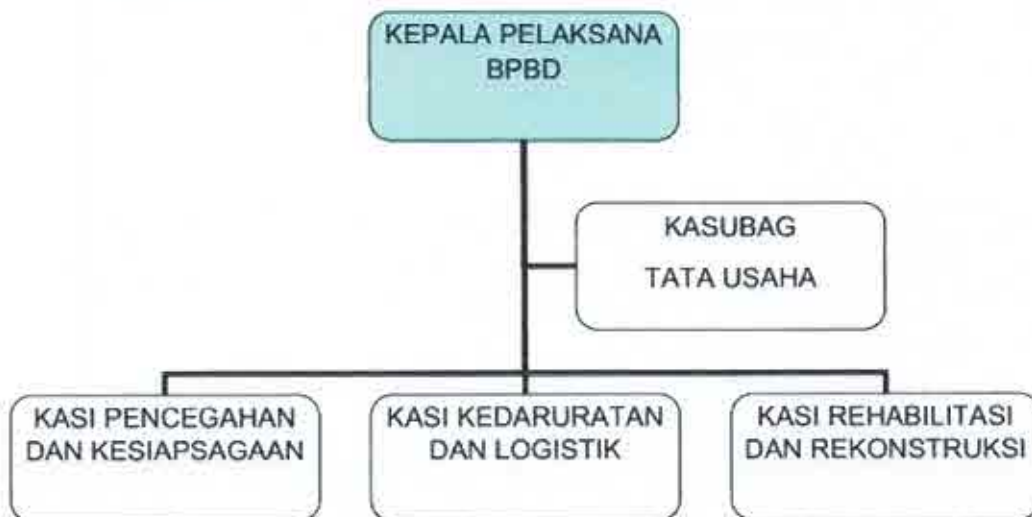 KEPALA PELAKSANA
BPBD
KASUBAG
TATA USAHA
KASI PENCEGAHAN
DAN KESIAPSAGAAN
KASI KEDARURATAN
DAN LOGISTIK
KASI REHABILITASI
DAN REKONSTRUKSI